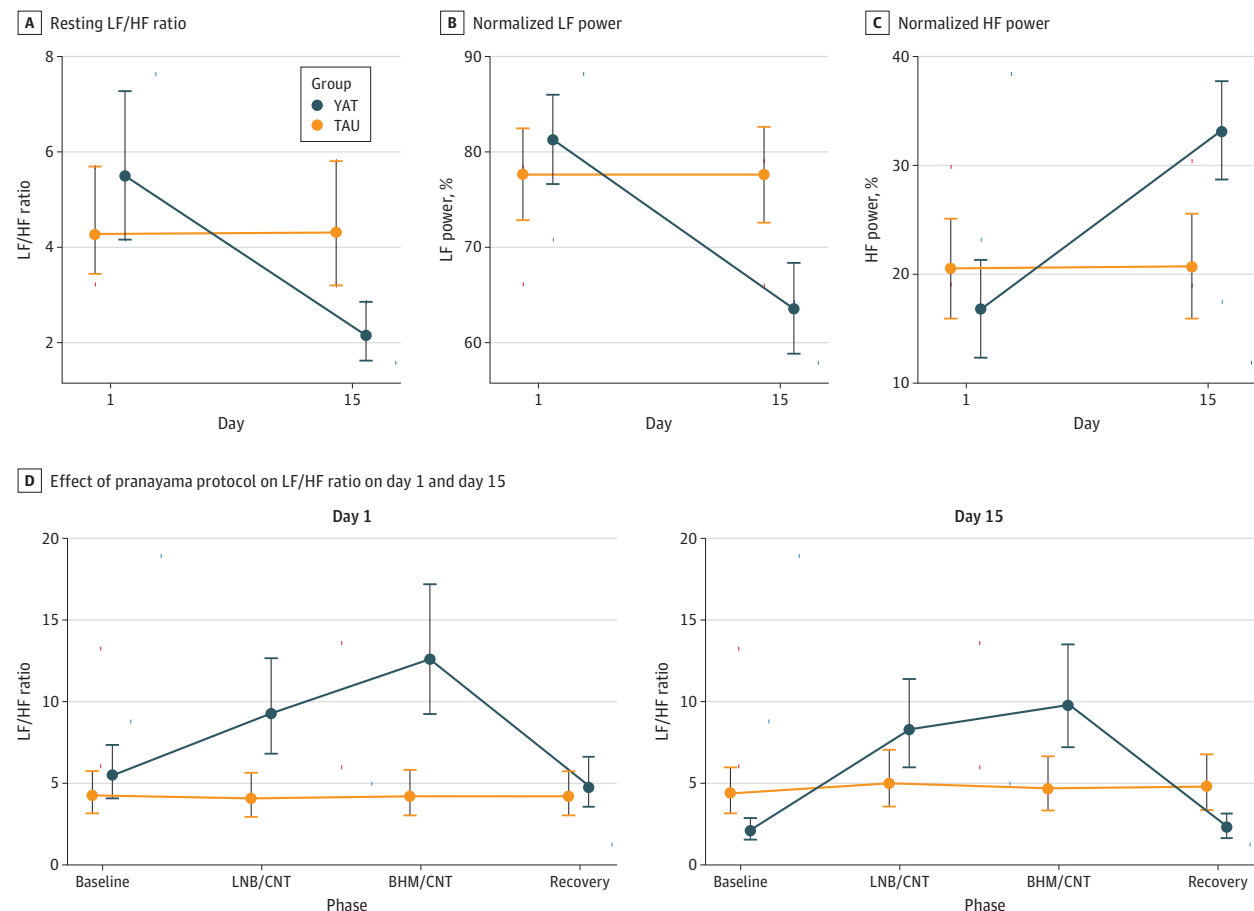 A Resting LF/HF ratio
8
6
4
2
LF/HF ratio
Group
YAT
TAU
1 15
Day
B Normalized LF power
90
80
70
60
LF power, %
1 15
Day
C Normalized HF power
40
30
20
10
HF power, %
1 15
Day
D Effect of pranayama protocol on LF/HF ratio on day 1 and day 15
Day 1
20
15
10
5
0
LF/HF ratio
Baseline LNB/CNT BHM/CNT Recovery
Phase
Day 15
20
15
10
5
0
LF/HF ratio
Baseline LNB/CNT BHM/CNT Recovery
Phase